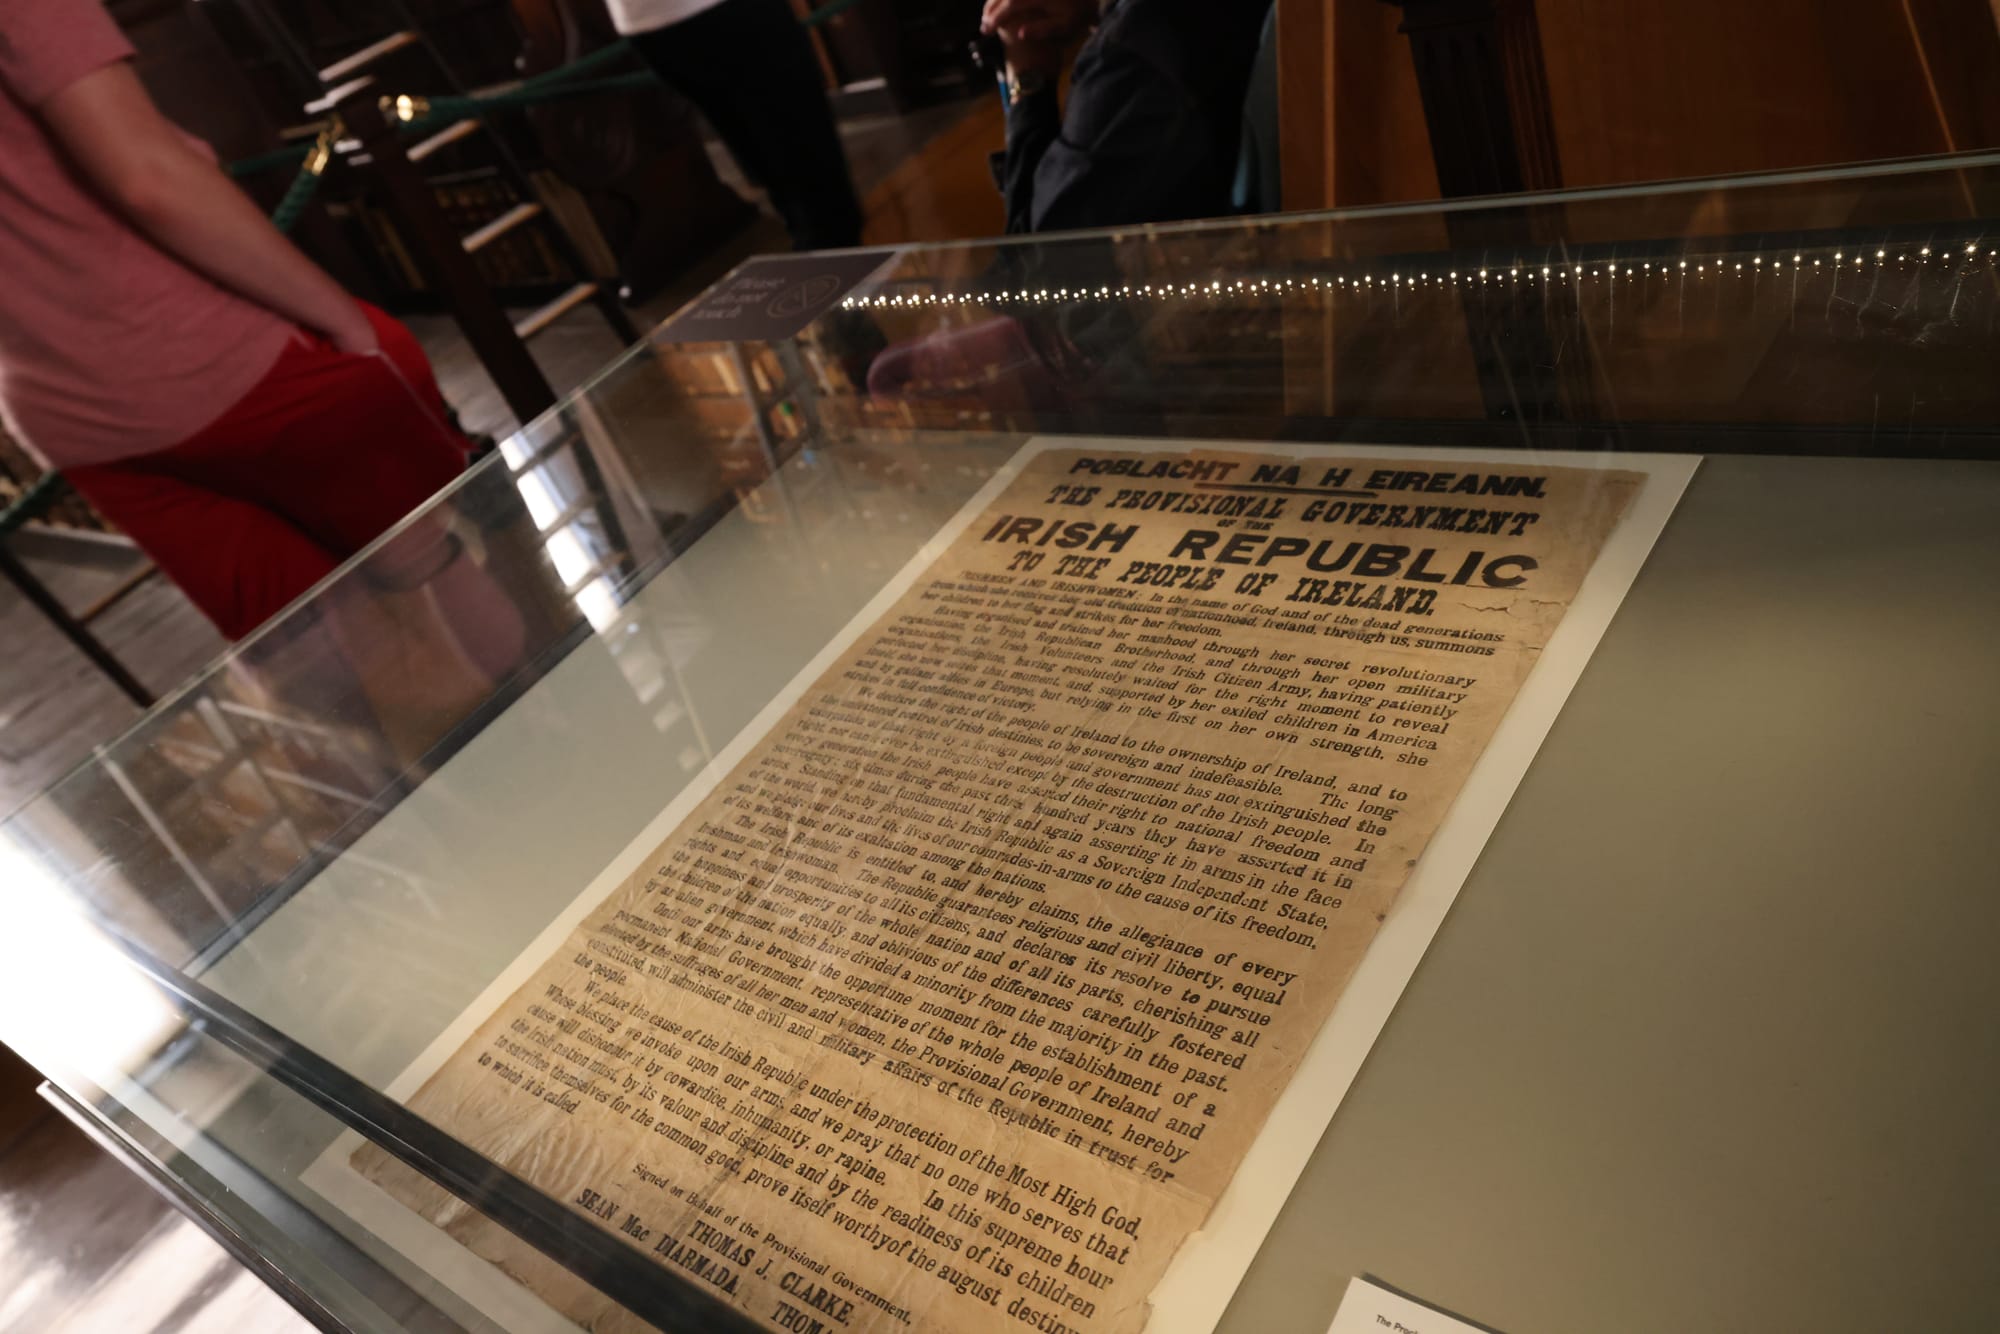 Please
do not
touch
POBLACHT NA H EIREANN.
THE PROVISIONAL GOVERNMENT
OF THE
IRISH REPUBLIC
TO THE PEOPLE OF IRELAND.
IRISHMEN AND IRISHWOMEN: In the name of God and of the dead generations
from which she receives her old tradition of nationhood, Ireland, through us, summons
her children to her flag and strikes for her freedom.
Having organised and trained her manhood through her secret revolutionary
organisation, the Irish Republican Brotherhood, and through her open military
organisations, the Irish Volunteers and the Irish Citizen Army, having patiently
perfected her discipline, having resolutely waited for the right moment to reveal
itself, she now seizes that moment, and, supported by her exiled children in America
and by gallant allies in Europe, but relying in the first on her own strength, she
strikes in full confidence of victory.
We declare the right of the people of Ireland to the ownership of Ireland, and to
the unfettered control of Irish destinies, to be sovereign and indefeasible. The long
usurpation of that right by a foreign people and government has not extinguished the
right, nor can it ever be extinguished except by the destruction of the Irish people. In
every generation the Irish people have asserted their right to national freedom and
sovereignty; six times during the past three hundred years they have asserted it in
arms. Standing on that fundamental right and again asserting it in arms in the face
of the world, we hereby proclaim the Irish Republic as a Sovereign Independent State,
and we pledge our lives and the lives of our comrades-in-arms to the cause of its freedom,
of its welfare, and of its exaltation among the nations.
The Irish Republic is entitled to, and hereby claims, the allegiance of every
Irishman and Irishwoman. The Republic guarantees religious and civil liberty, equal
rights and equal opportunities to all its citizens, and declares its resolve to pursue
the happiness and prosperity of the whole nation and of all its parts, cherishing all
the children of the nation equally, and oblivious of the differences carefully fostered
by an alien government, which have divided a minority from the majority in the past.
Until our arms have brought the opportune moment for the establishment of a
permanent National Government, representative of the whole people of Ireland and
elected by the suffrages of all her men and women, the Provisional Government, hereby
constituted, will administer the civil and military affairs of the Republic in trust for
the people.
We place the cause of the Irish Republic under the protection of the Most High God,
Whose blessing we invoke upon our arms, and we pray that no one who serves that
cause will dishonour it by cowardice, inhumanity, or rapine. In this supreme hour
the Irish nation must, by its valour and discipline and by the readiness of its children
to sacrifice themselves for the common good, prove itself worthy of the august destiny
to which it is called.
Signed on Behalf of the Provisional Government,
THOMAS J. CLARKE,
SEAN Mac DIARMADA,
The